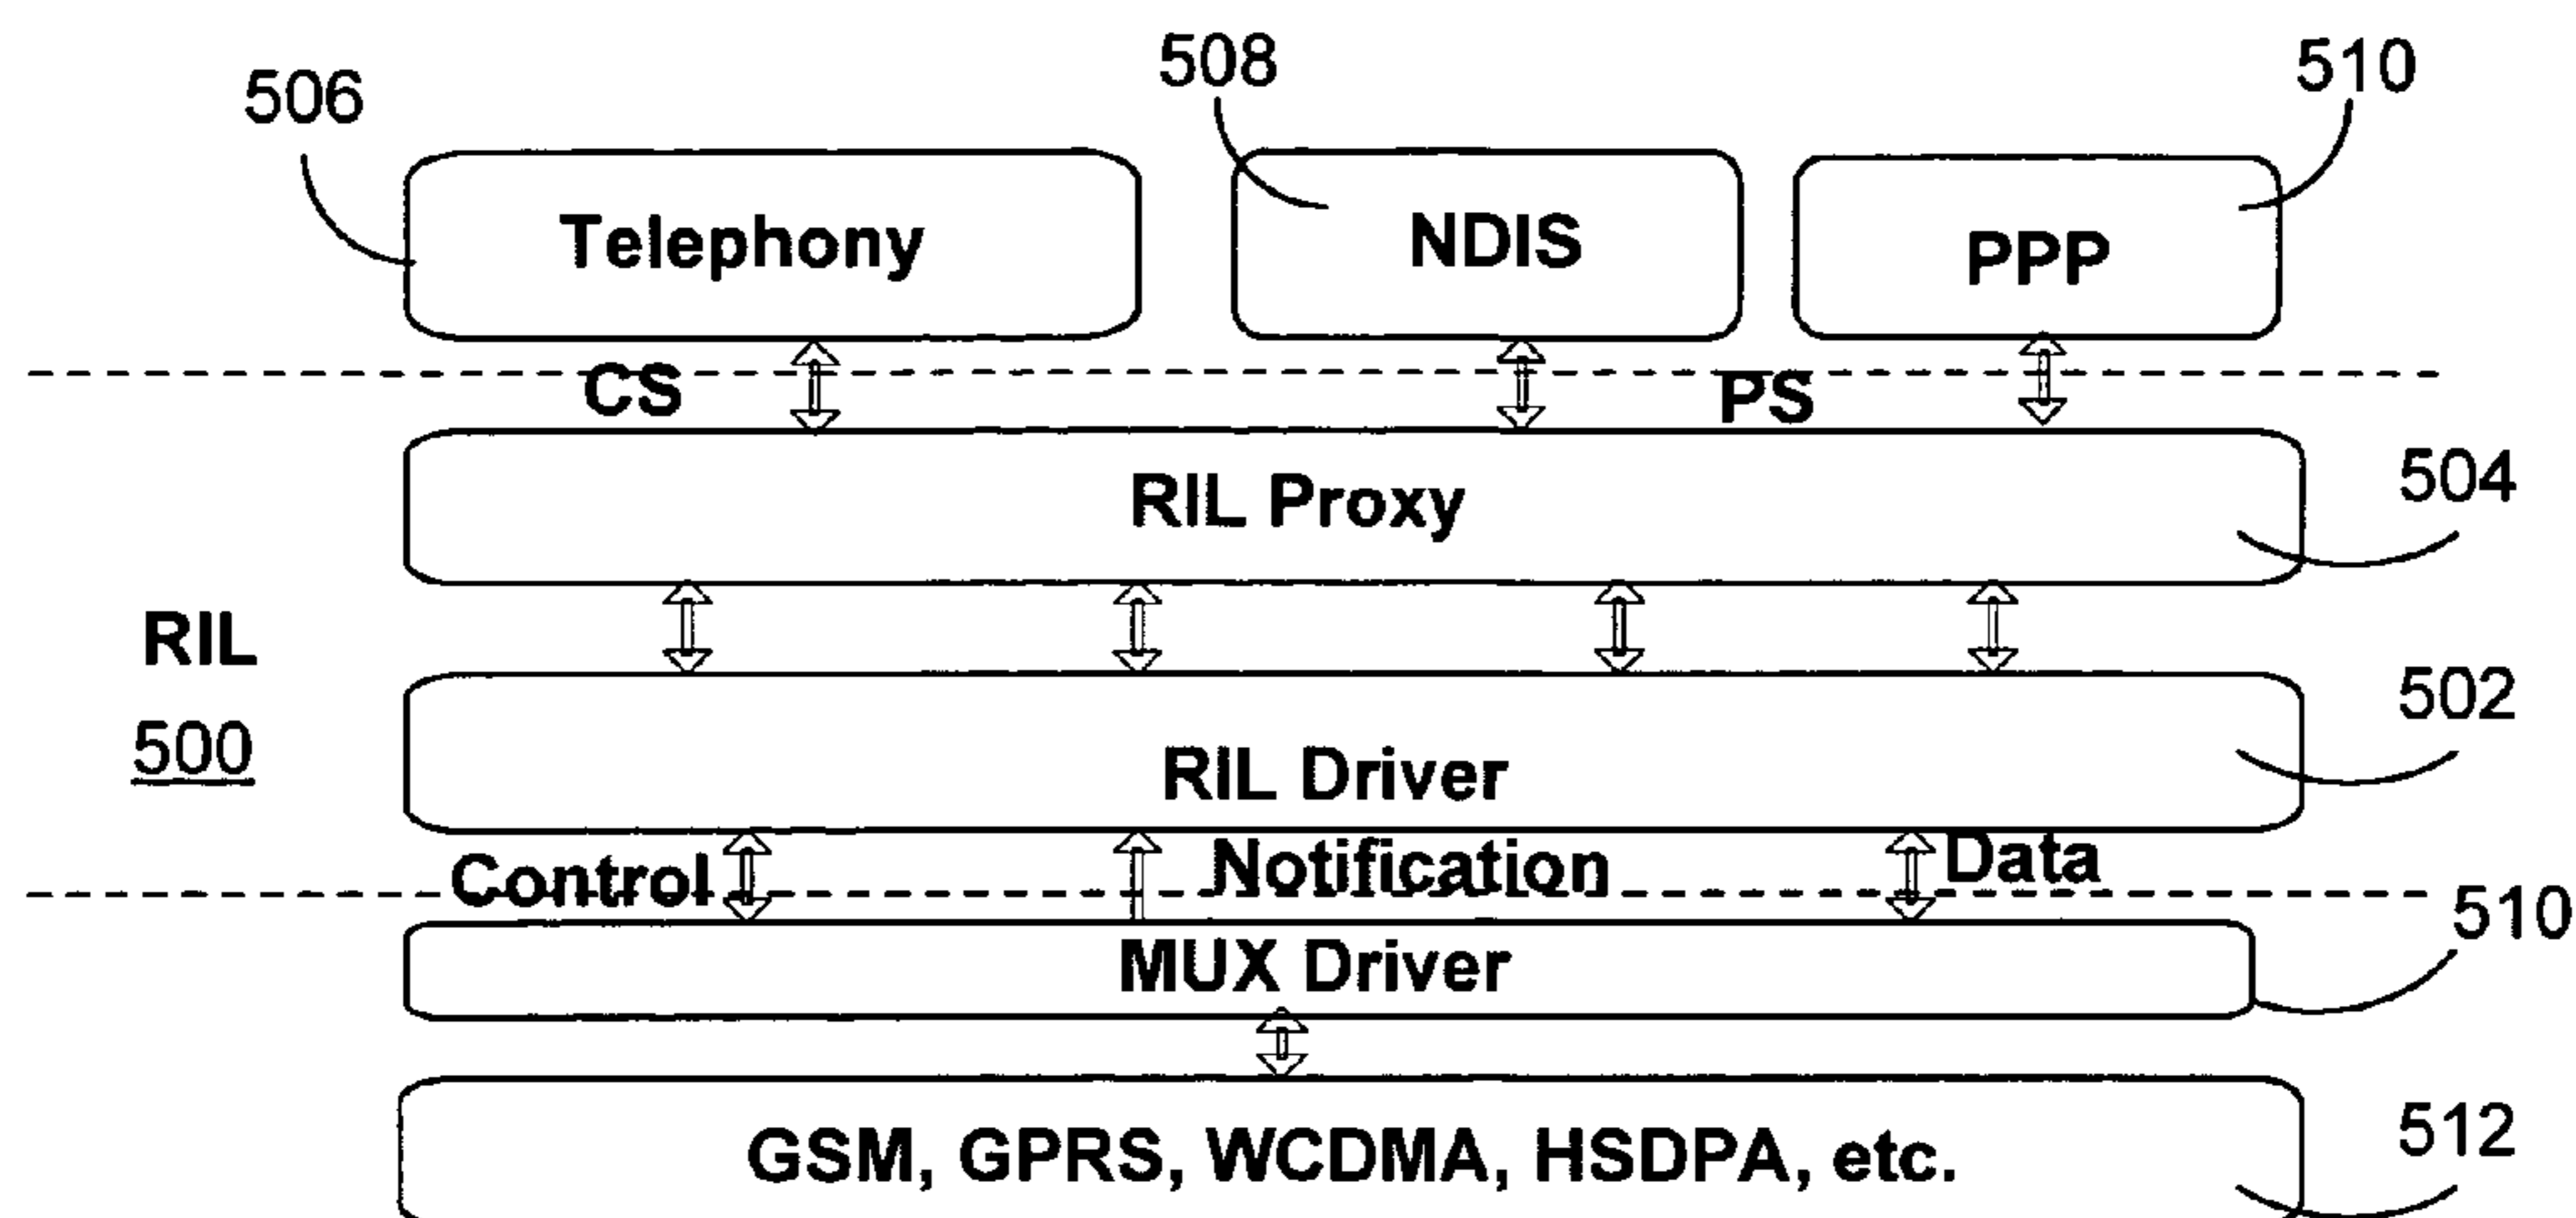 506
508
510
Telephony
NDIS
PPP
CS
PS
RIL Proxy
504
RIL
500
RIL Driver
502
Control
Notification
Data
MUX Driver
510
GSM, GPRS, WCDMA, HSDPA, etc.
512